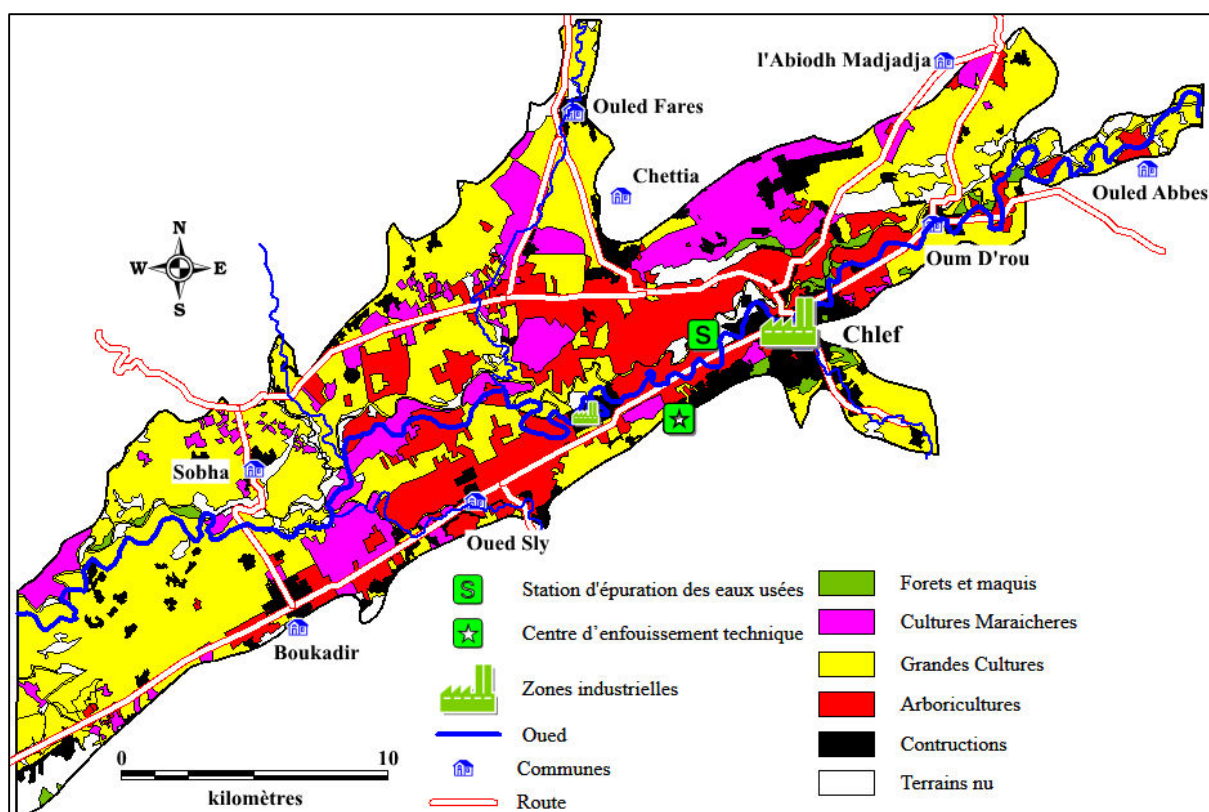 l'Abiodh Madjadja
Ouled Fares
Chettia
Ouled Abbes
N
W E
S
Oum D'rou
S
Chlef
Sobha
Oued Sly
Boukadir
S
Station d'épuration des eaux usées
Centre d’enfouissement technique
Zones industrielles
Oued
Communes
Route
Forets et maquis
Cultures Maraicheres
Grandes Cultures
Arboricultures
Contructions
Terrains nu
0 10
kilomètres